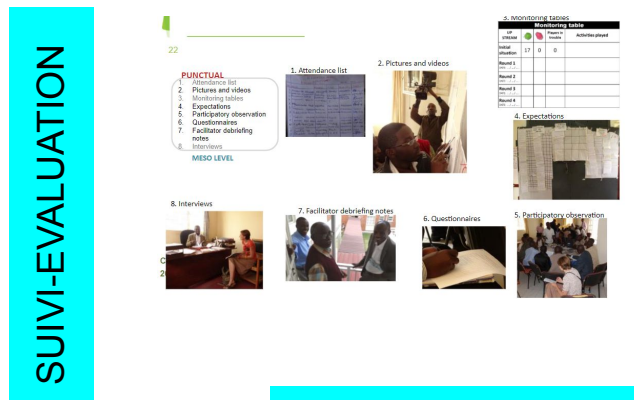 SUIVI-EVALUATION
22
PUNCTUAL
1. Attendance list
2. Pictures and videos
3. Monitoring tables
4. Expectations
5. Participatory observation
6. Questionnaires
7. Facilitator debriefing
notes
8. Interviews
MESO LEVEL
1. Attendance list
2. Pictures and videos
3. Monitoring tables
Monitoring table
UP STREAM
Players in trouble
Activities played
Initial situation 17 0 0
Round 1
Round 2
Round 3
Round 4
4. Expectations
5. Participatory observation
6. Questionnaires
7. Facilitator debriefing notes
8. Interviews
C
20